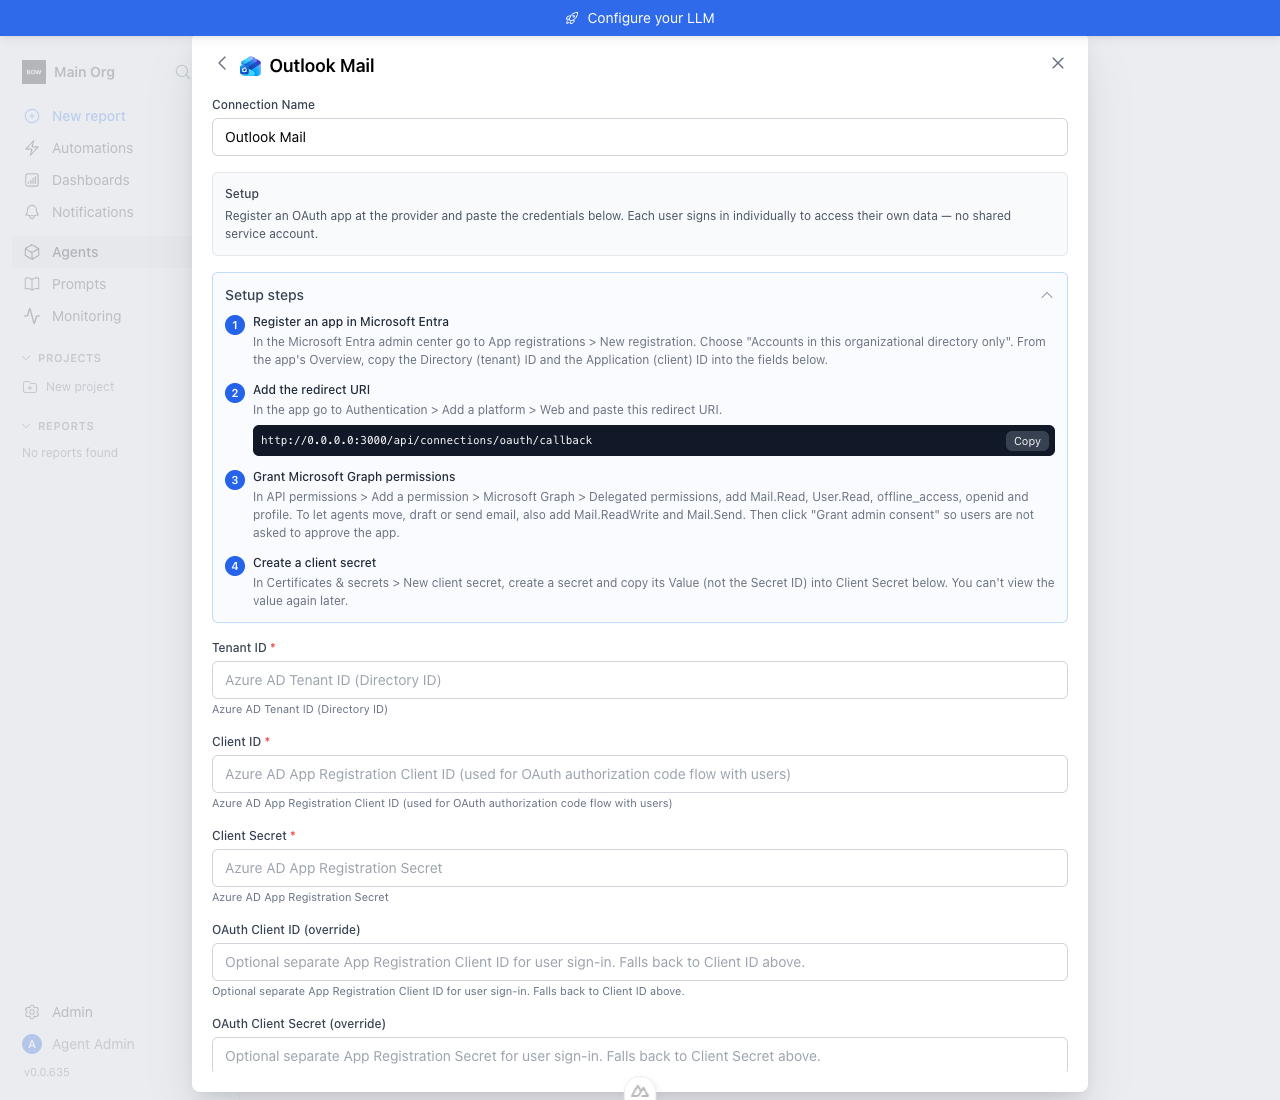 Configure your LLM
BOW
Main Org
New report
Automations
Dashboards
Notifications
Agents
Prompts
Monitoring
PROJECTS
New project
REPORTS
No reports found
Admin
A
Agent Admin
v0.0.635
Outlook Mail
Connection Name
Outlook Mail
Setup
Register an OAuth app at the provider and paste the credentials below. Each user signs in individually to access their own data — no shared
service account.
Setup steps
1
Register an app in Microsoft Entra
In the Microsoft Entra admin center go to App registrations > New registration. Choose "Accounts in this organizational directory only". From
the app's Overview, copy the Directory (tenant) ID and the Application (client) ID into the fields below.
2
Add the redirect URI
In the app go to Authentication > Add a platform > Web and paste this redirect URI.
http://0.0.0.0:3000/api/connections/oauth/callback
Copy
3
Grant Microsoft Graph permissions
In API permissions > Add a permission > Microsoft Graph > Delegated permissions, add Mail.Read, User.Read, offline_access, openid and
profile. To let agents move, draft or send email, also add Mail.ReadWrite and Mail.Send. Then click "Grant admin consent" so users are not
asked to approve the app.
4
Create a client secret
In Certificates & secrets > New client secret, create a secret and copy its Value (not the Secret ID) into Client Secret below. You can't view the
value again later.
Tenant ID *
Azure AD Tenant ID (Directory ID)
Azure AD Tenant ID (Directory ID)
Client ID *
Azure AD App Registration Client ID (used for OAuth authorization code flow with users)
Azure AD App Registration Client ID (used for OAuth authorization code flow with users)
Client Secret *
Azure AD App Registration Secret
Azure AD App Registration Secret
OAuth Client ID (override)
Optional separate App Registration Client ID for user sign-in. Falls back to Client ID above.
Optional separate App Registration Client ID for user sign-in. Falls back to Client ID above.
OAuth Client Secret (override)
Optional separate App Registration Secret for user sign-in. Falls back to Client Secret above.